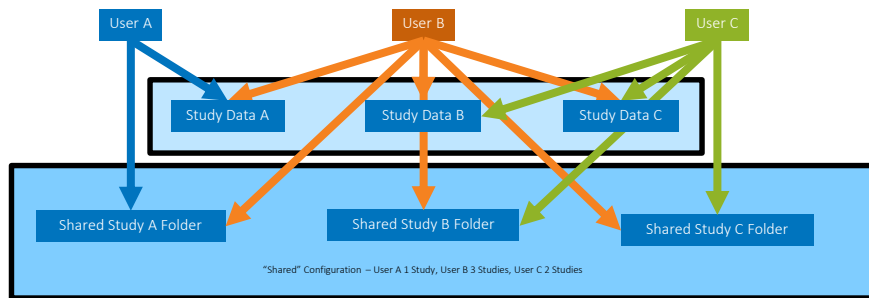 User A
User B
User C
Study Data A
Study Data B
Study Data C
Shared Study A Folder
Shared Study B Folder
Shared Study C Folder
“Shared” Configuration – User A 1 Study, User B 3 Studies, User C 2 Studies